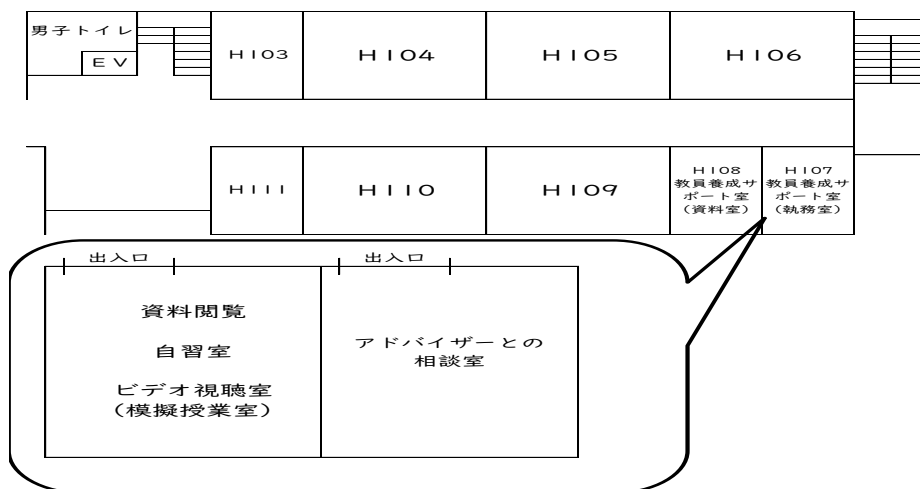 男子トイレ
EV
H103
H104
H105
H106
H111
H110
H109
H108
教員養成サ
ポート室
(資料室)
H107
教員養成サ
ポート室
(執務室)
出入口
出入口
資料閲覧
自習室
ビデオ視聴室
(模擬授業室)
アドバイザーとの
相談室